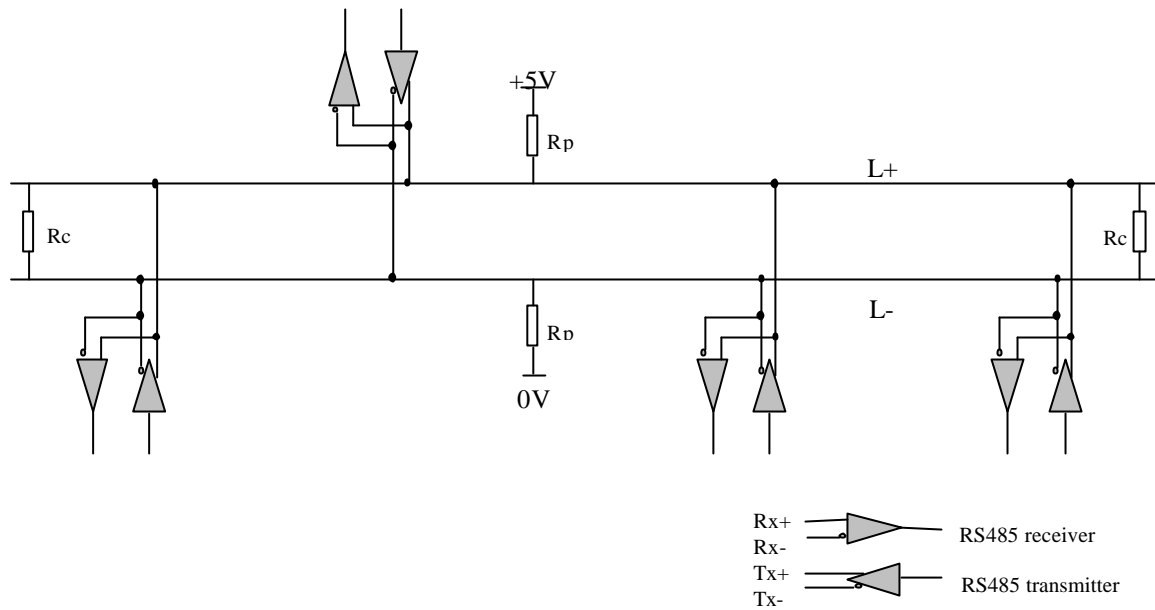 +5V
Rp
L+
Rc
Rc
L-
Rp
0V
Rx+
Rx-
RS485 receiver
Tx+
Tx-
RS485 transmitter